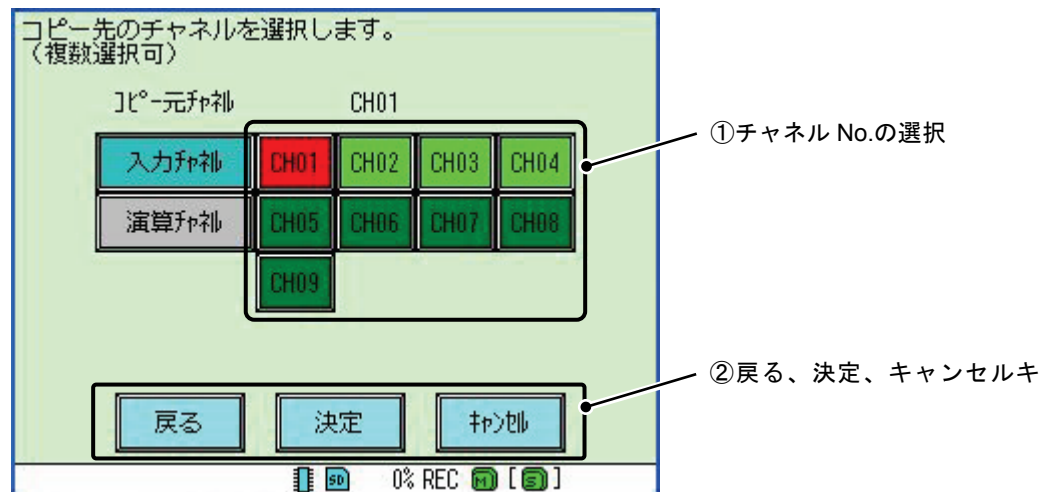 コピー先のチャネルを選択します。
（複数選択可）
ｺﾋﾟｰ元ﾁｬﾈﾙ CH01
入力ﾁｬﾈﾙ CH01 CH02 CH03 CH04
演算ﾁｬﾈﾙ CH05 CH06 CH07 CH08
CH09
①チャネル No.の選択
戻る 決定 ｷｬﾝｾﾙ
②戻る、決定、キャンセルキ
SD 0% REC M [S]